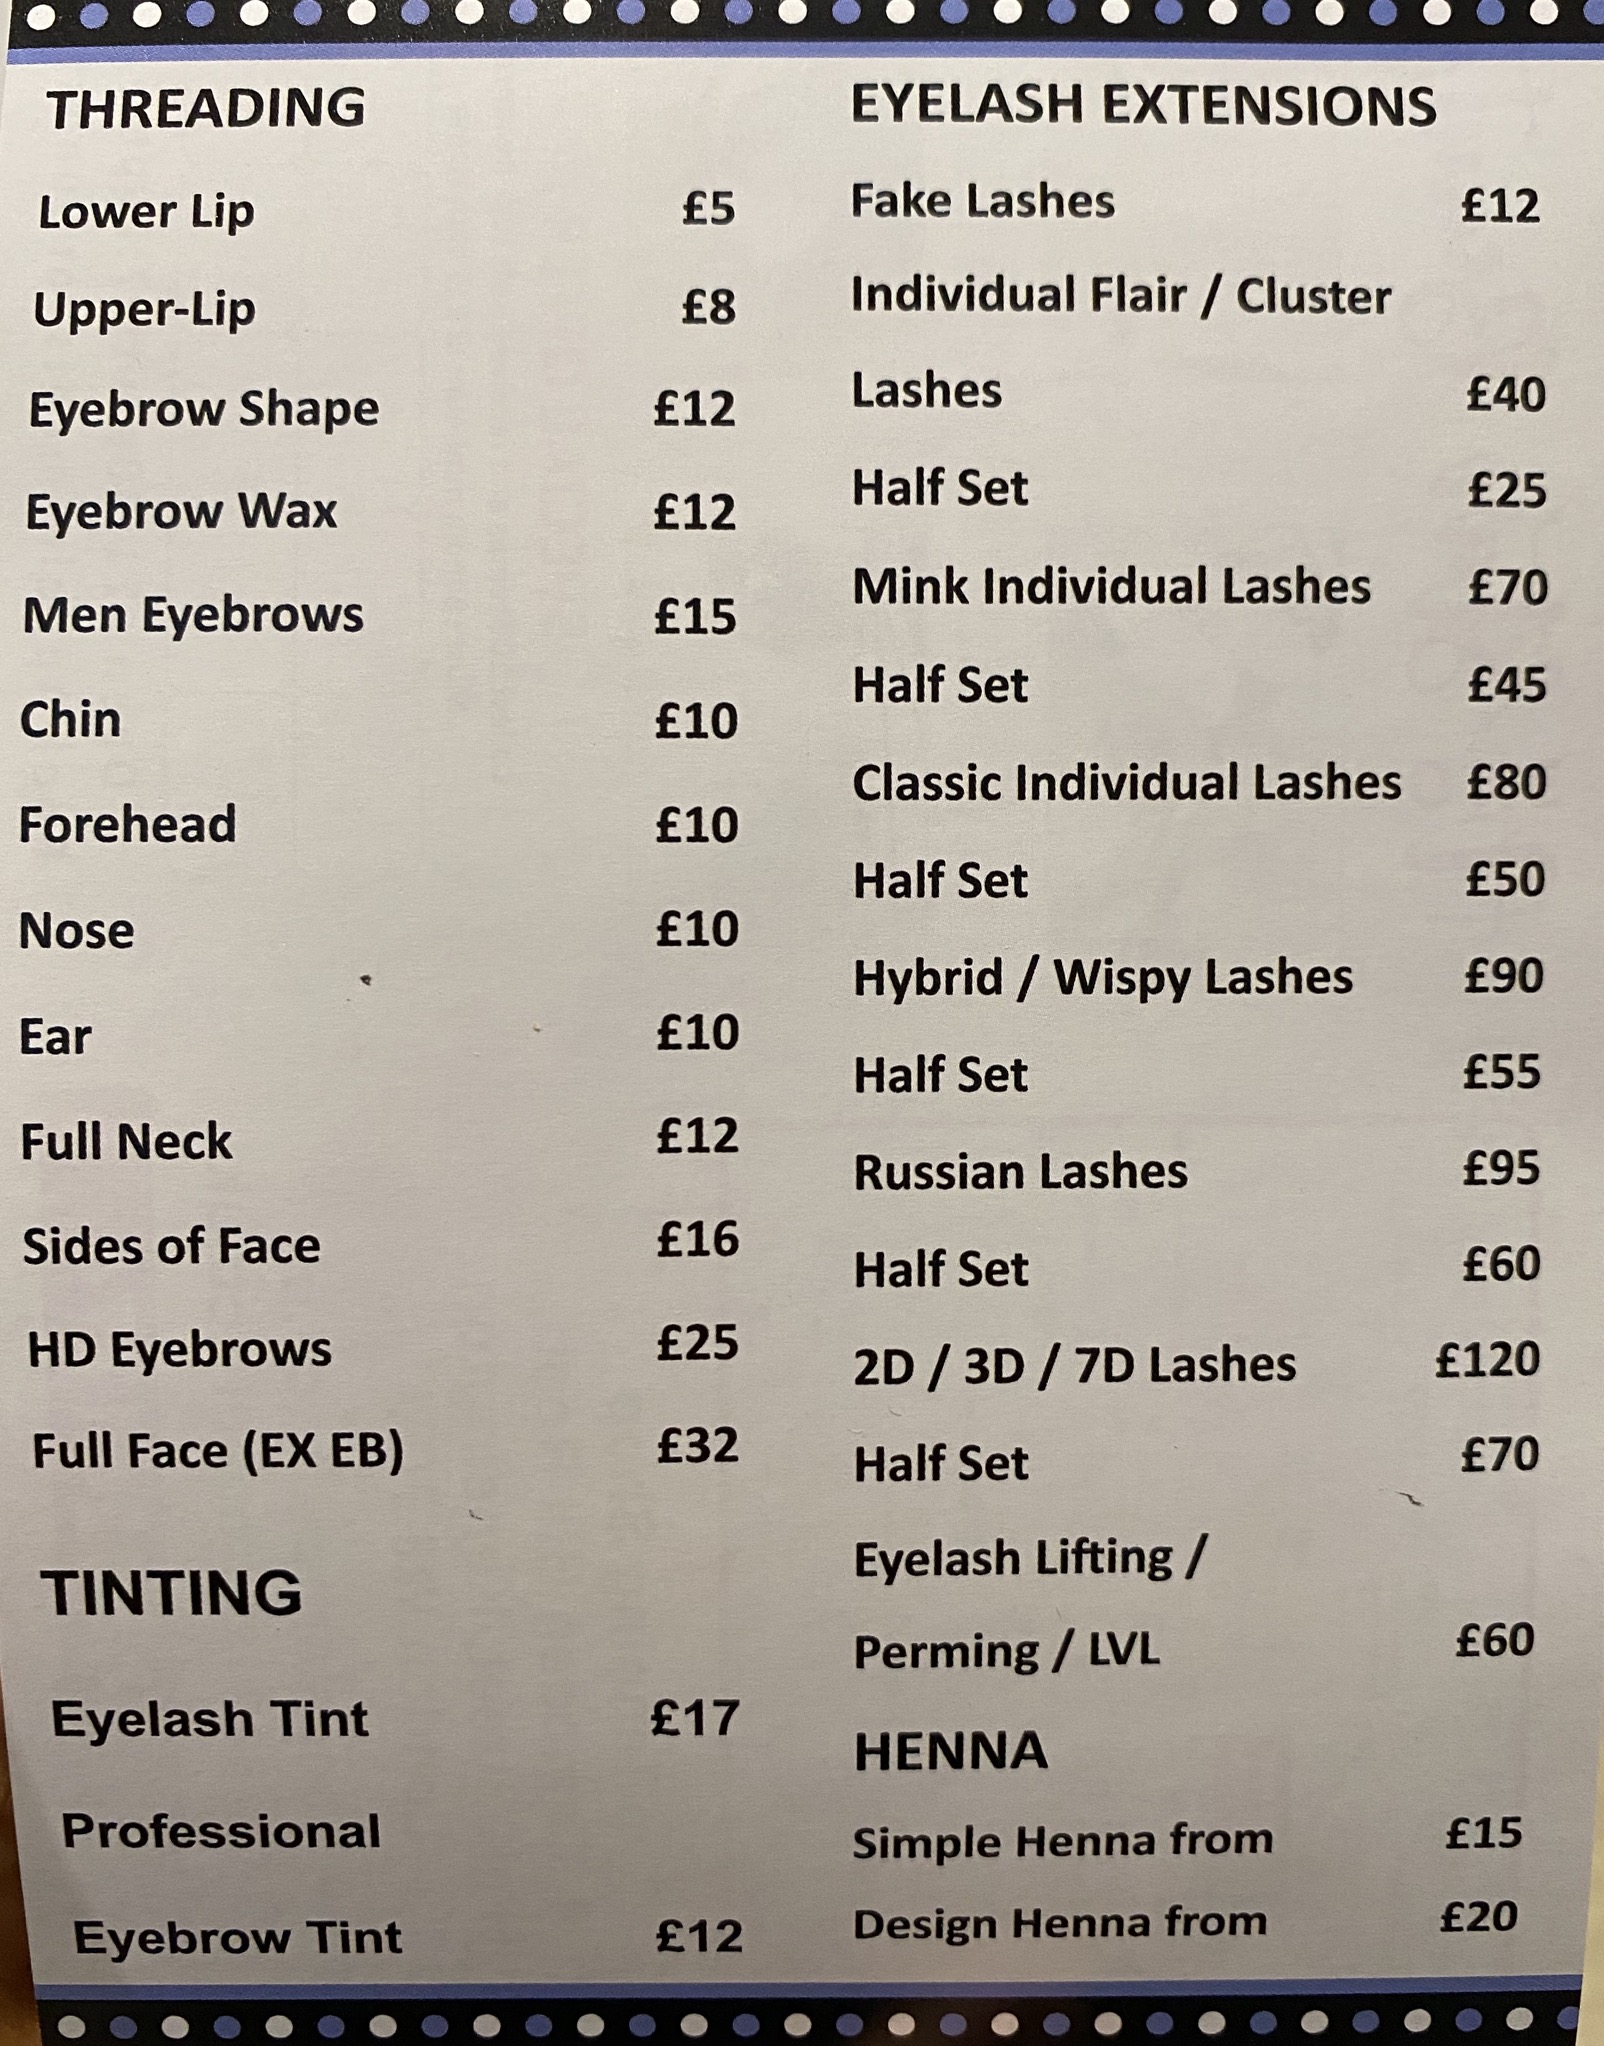 THREADING
Lower Lip £5
Upper-Lip £8
Eyebrow Shape £12
Eyebrow Wax £12
Men Eyebrows £15
Chin £10
Forehead £10
Nose £10
Ear £10
Full Neck £12
Sides of Face £16
HD Eyebrows £25
Full Face (EX EB) £32
TINTING
Eyelash Tint £17
Professional
Eyebrow Tint £12
EYELASH EXTENSIONS
Fake Lashes £12
Individual Flair / Cluster
Lashes £40
Half Set £25
Mink Individual Lashes £70
Half Set £45
Classic Individual Lashes £80
Half Set £50
Hybrid / Wispy Lashes £90
Half Set £55
Russian Lashes £95
Half Set £60
2D / 3D / 7D Lashes £120
Half Set £70
Eyelash Lifting /
Perming / LVL £60
HENNA
Simple Henna from £15
Design Henna from £20